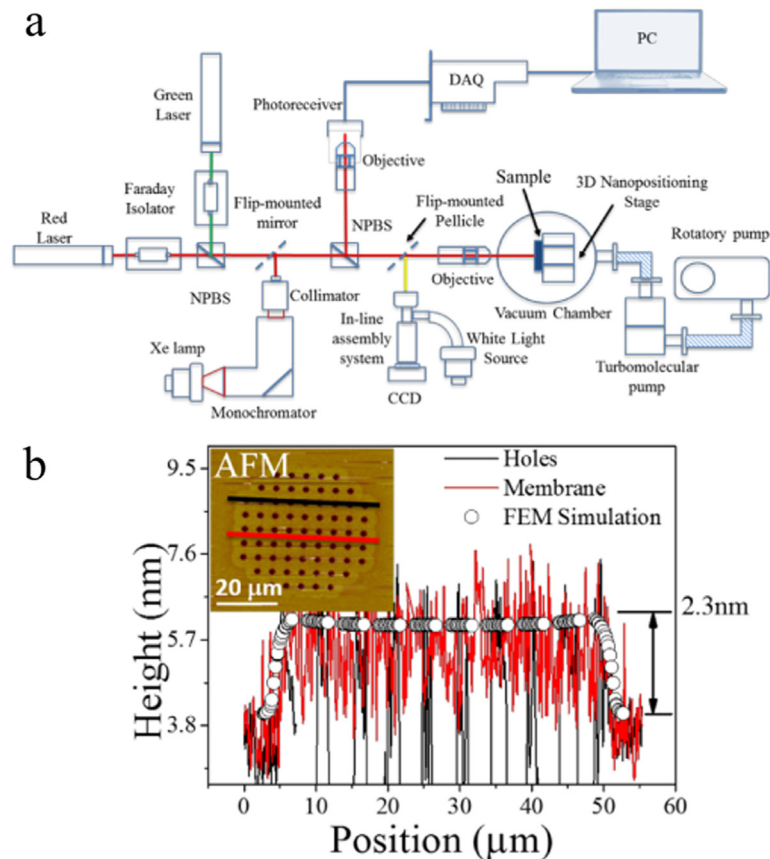 a
PC
DAQ
Green
Laser
Photoreceiver
Objective
Sample
3D Nanopositioning
Stage
Faraday
Isolator
Flip-mounted
mirror
Flip-mounted
Pellicle
Red
Laser
NPBS
Rotatory pump
NPBS
Collimator
Objective
Vacuum Chamber
In-line
assembly
system
White Light
Source
Xe lamp
Turbomolecular
pump
Monochromator
CCD
b
AFM
20 µm
Holes
Membrane
FEM Simulation
2.3nm
Height (nm)
9.5
7.6
5.7
3.8
0 10 20 30 40 50 60
Position (µm)